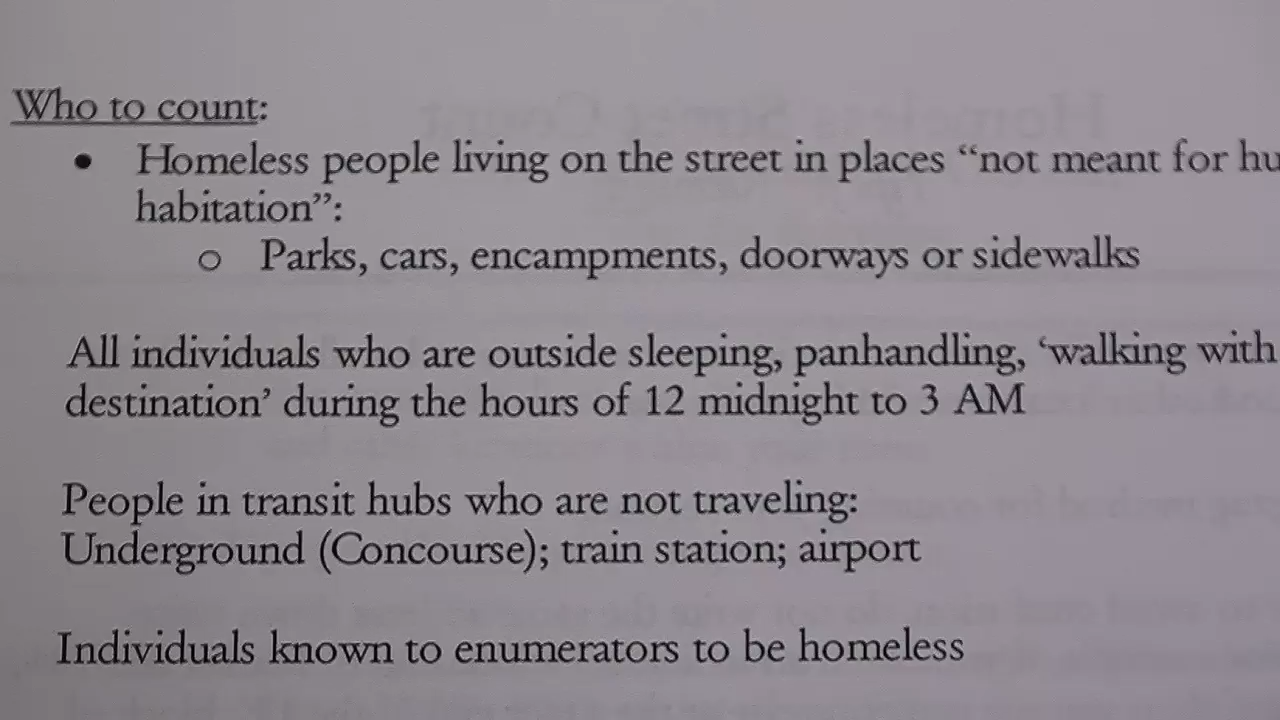 Who to count:
• Homeless people living on the street in places “not meant for hu
habitation”:
o Parks, cars, encampments, doorways or sidewalks
All individuals who are outside sleeping, panhandling, ‘walking with
destination’ during the hours of 12 midnight to 3 AM
People in transit hubs who are not traveling:
Underground (Concourse); train station; airport
Individuals known to enumerators to be homeless